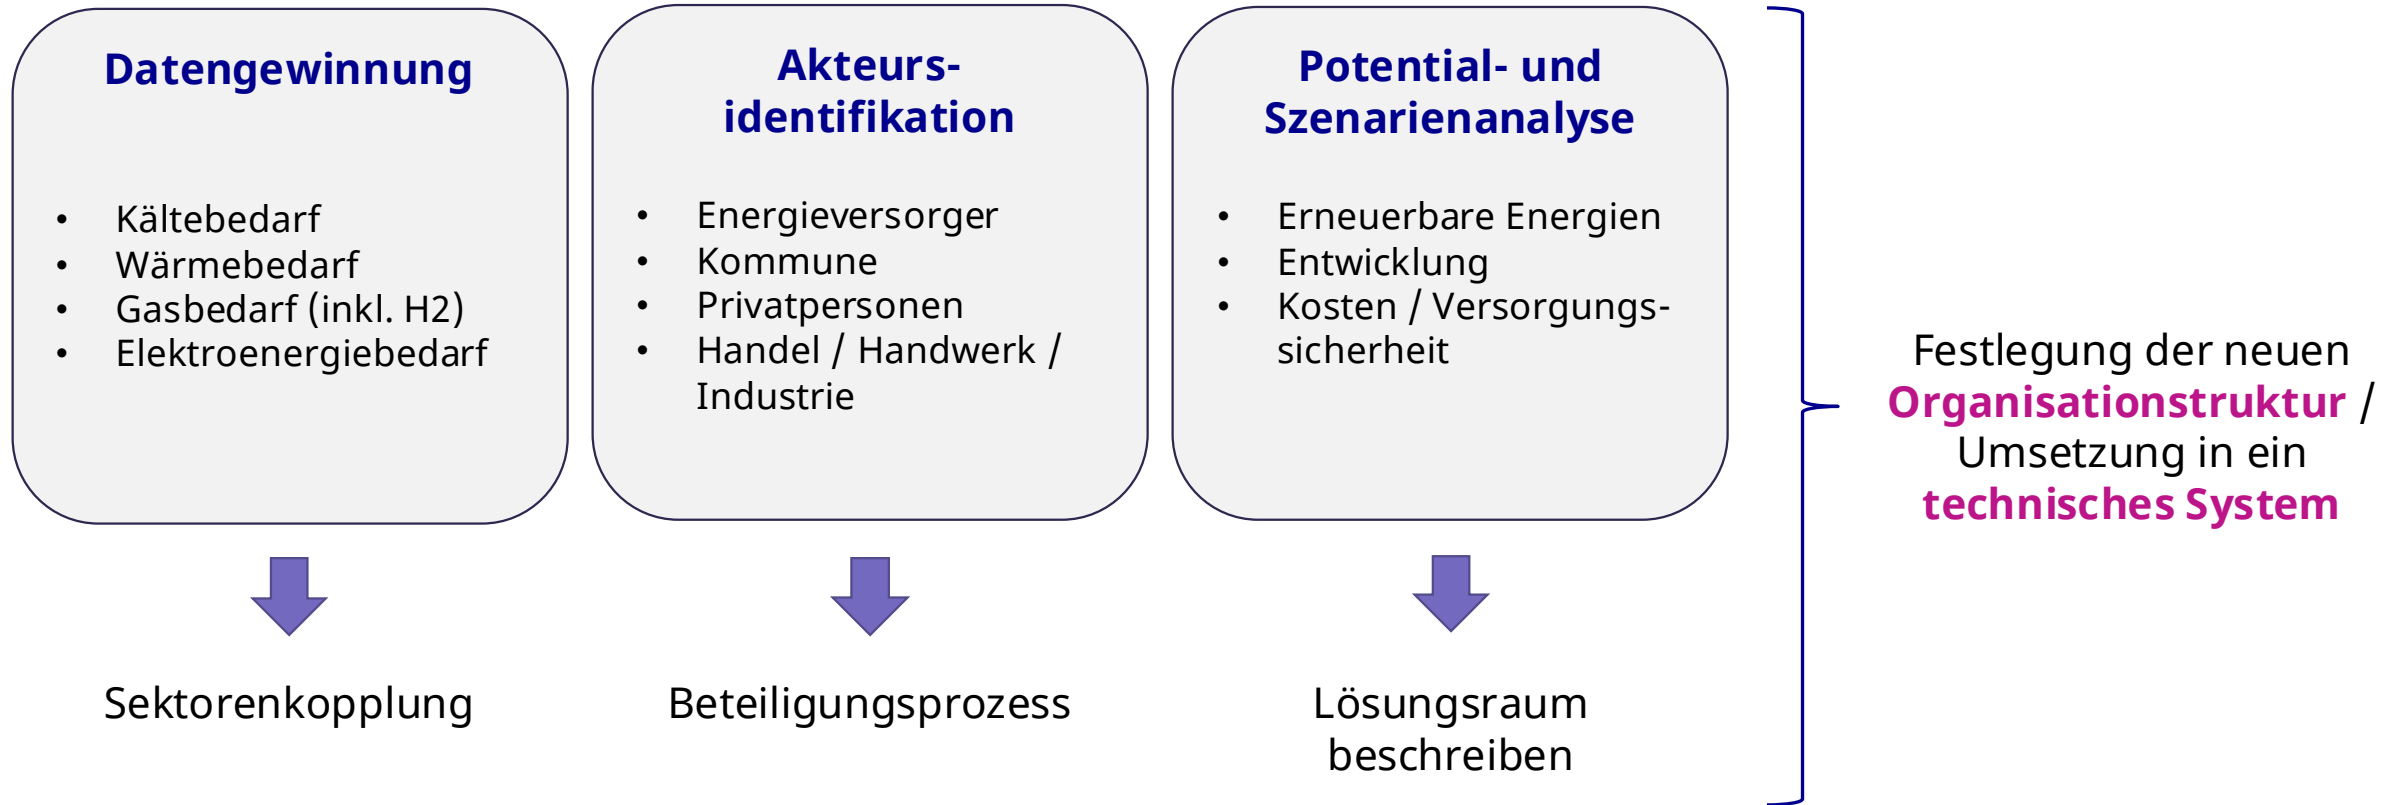 Datengewinnung
• Kältebedarf
• Wärmebedarf
• Gasbedarf (inkl. H2)
• Elektroenergiebedarf
Sektorenkopplung
Akteurs-
identifikation
• Energieversorger
• Kommune
• Privatpersonen
• Handel / Handwerk /
Industrie
Beteiligungsprozess
Potential- und
Szenarienanalyse
• Erneuerbare Energien
• Entwicklung
• Kosten / Versorgungs-
sicherheit
Lösungsraum
beschreiben
Festlegung der neuen
Organisationstruktur /
Umsetzung in ein
technisches System